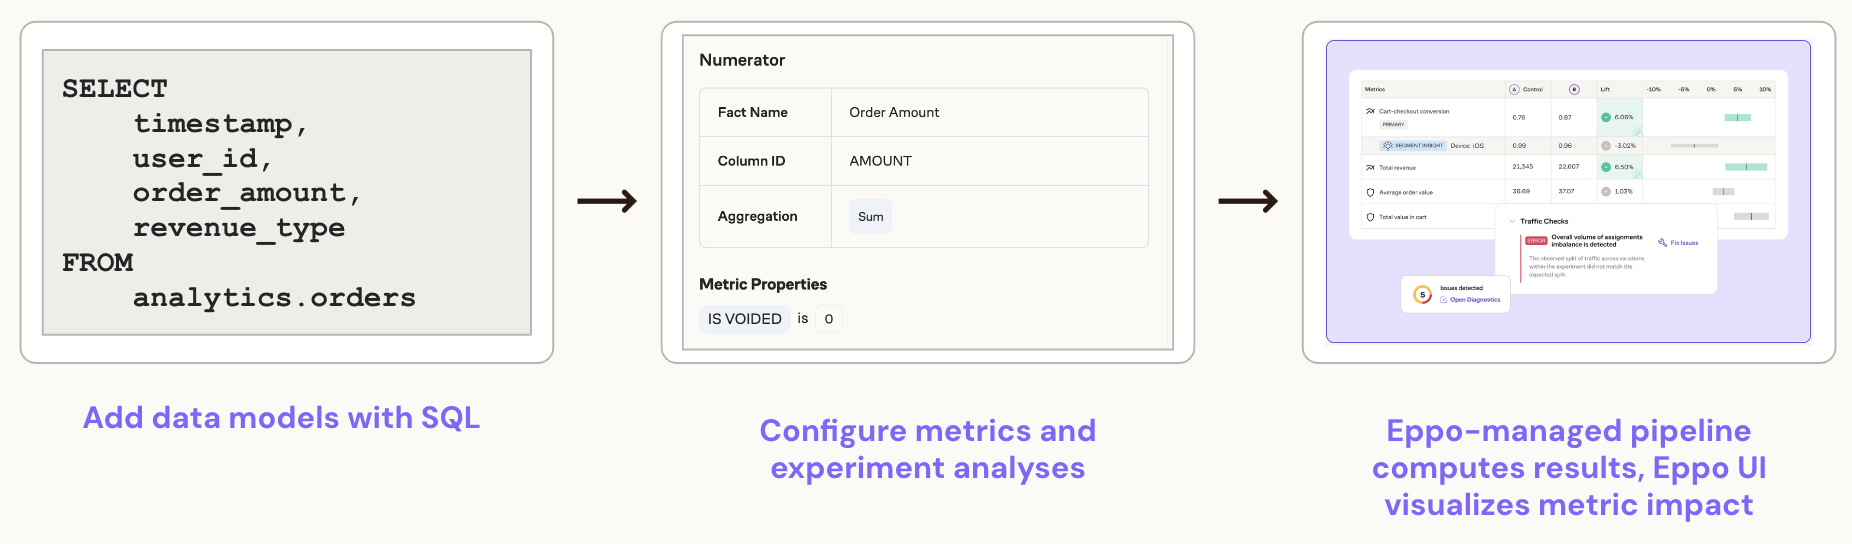 SELECT
timestamp,
user_id,
order_amount,
revenue_type
FROM
analytics.orders
Add data models with SQL
Numerator
Fact Name Order Amount
Column ID AMOUNT
Aggregation Sum
Metric Properties
IS VOIDED is 0
Configure metrics and
experiment analyses
Metrics A Control B Lift -10% -5% 0% 5% 10%
Cart-checkout conversion 0.76 0.87 6.06%
PRIMARY
SEGMENT INSIGHT Device: iOS 0.99 0.96 -3.02%
Total revenue 21,345 22,607 6.50%
Average order value 36.69 37.07 1.03%
Total value in cart
Traffic Checks
ERROR Overall volume of assignments
imbalance is detected
Fix Issues
The observed split of traffic across variations
within the experiment did not match the
expected split.
5 Issues detected
Open Diagnostics
Eppo-managed pipeline
computes results, Eppo UI
visualizes metric impact